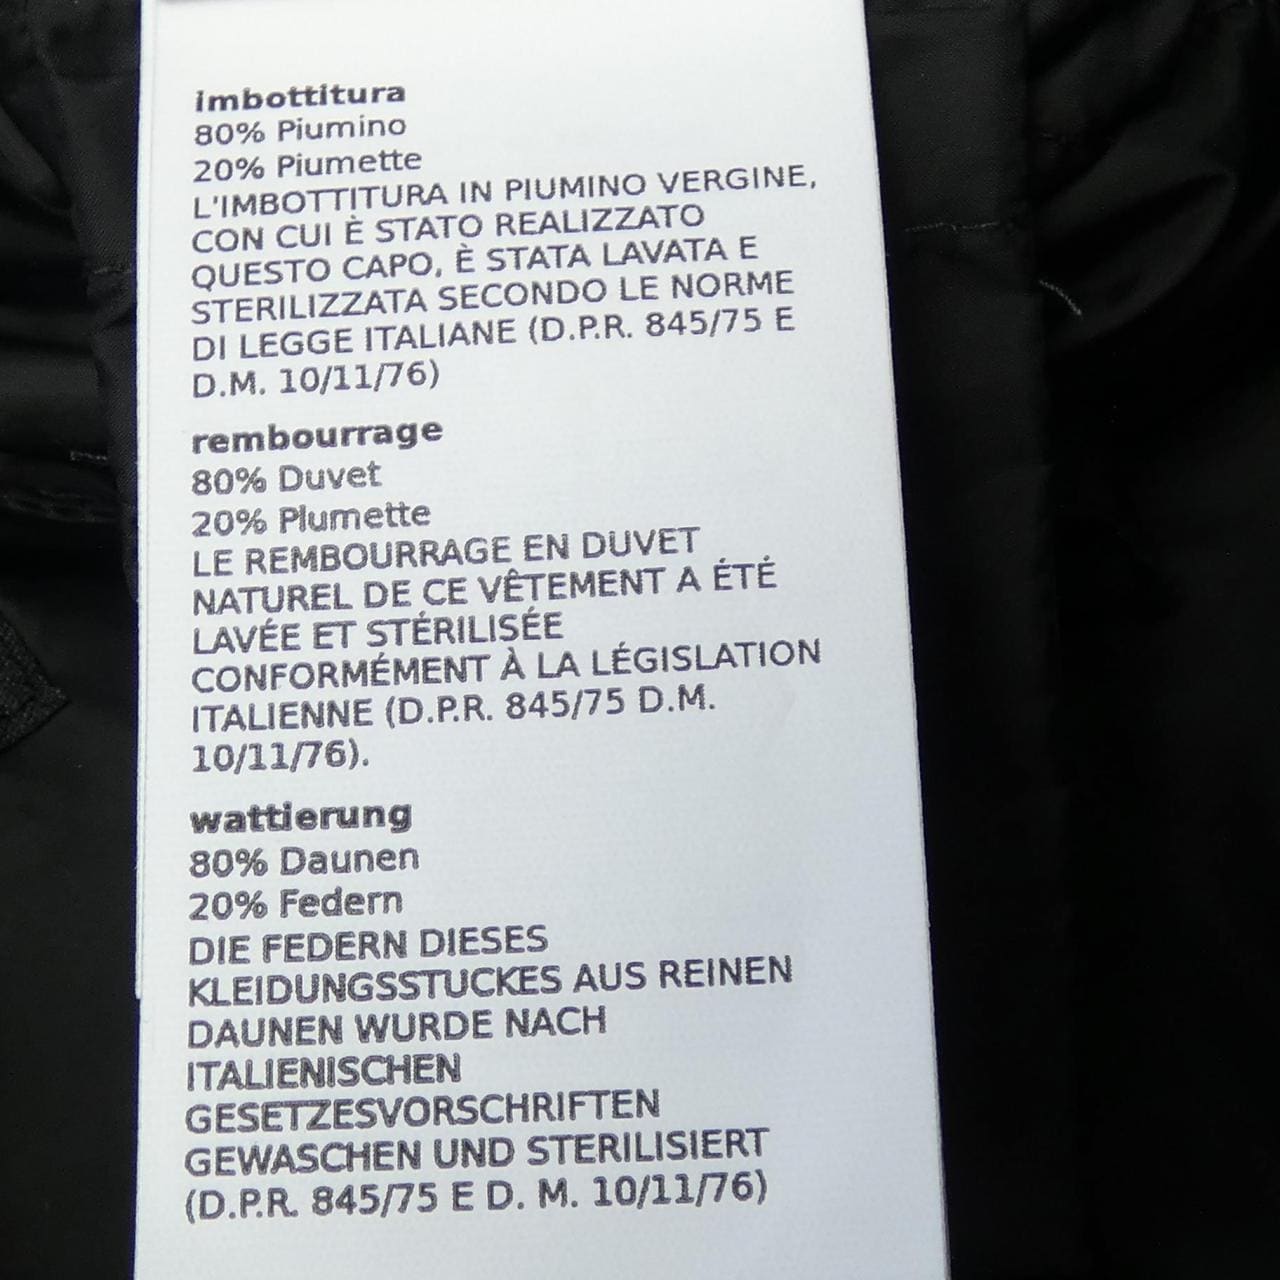 imbottitura
80% Piumino
20% Piumette
L'IMBOTTITURA IN PIUMINO VERGINE,
CON CUI È STATO REALIZZATO
QUESTO CAPO, È STATA LAVATA E
STERILIZZATA SECONDO LE NORME
DI LEGGE ITALIANE (D.P.R. 845/75 E
D.M. 10/11/76)
rembourrage
80% Duvet
20% Plumette
LE REMBOURRAGE EN DUVET
NATUREL DE CE VÊTEMENT A ÉTÉ
LAVÉE ET STÉRILISÉE
CONFORMÉMENT À LA LÉGISLATION
ITALIENNE (D.P.R. 845/75 D.M.
10/11/76).
wattierung
80% Daunen
20% Federn
DIE FEDERN DIESES
KLEIDUNGSSTUCKES AUS REINEN
DAUNEN WURDE NACH
ITALIENISCHEN
GESETZESVORSCHRIFTEN
GEWASCHEN UND STERILISIERT
(D.P.R. 845/75 E D. M. 10/11/76)